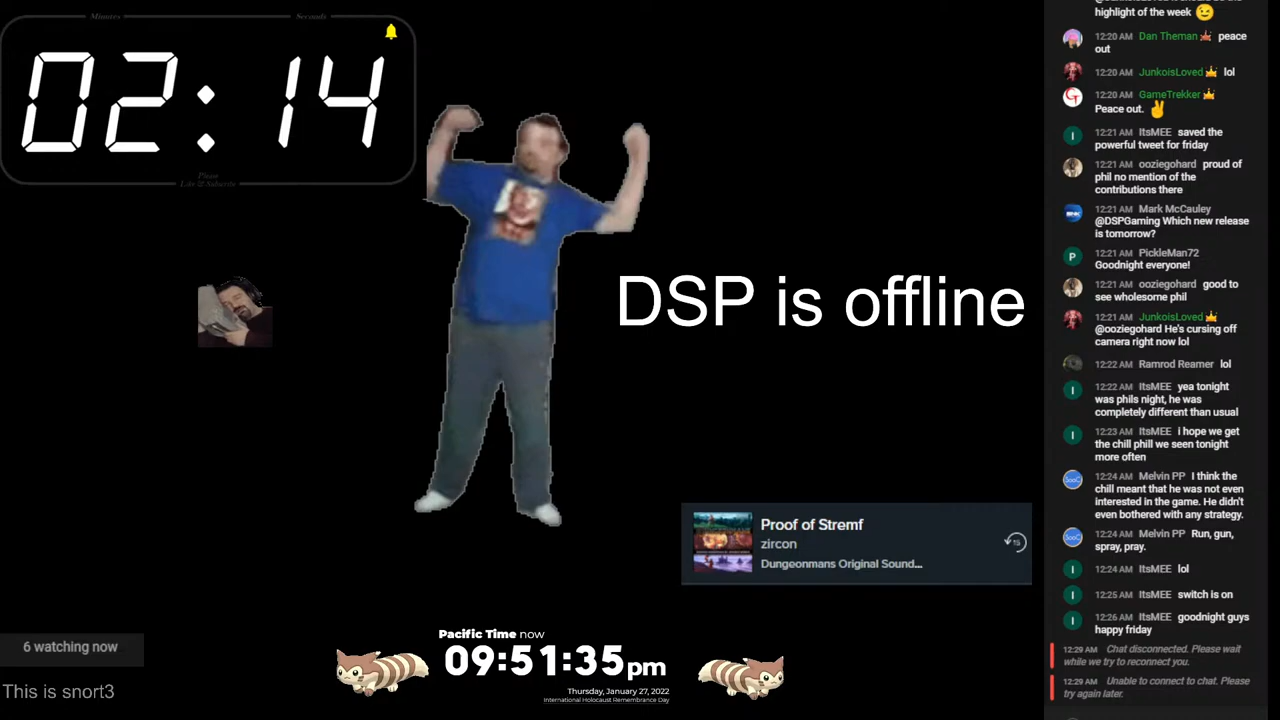 Minutes
Seconds
02:14
Please
Like & Subscribe
DSP is offline
Proof of Stremf
zircon
Dungeonmans Original Sound...
15
6 watching now
This is snort3
Pacific Time now
09:51:35pm
Thursday, January 27, 2022
International Holocaust Remembrance Day
highlight of the week 😉
12:20 AM Dan Theman peace
out
12:20 AM JunkoisLoved lol
12:20 AM GameTrekker
Peace out. ✌
12:21 AM ItsMEE saved the
powerful tweet for friday
12:21 AM ooziegohard proud of
phil no mention of the
contributions there
12:21 AM Mark McCauley
@DSPGaming Which new release
is tomorrow?
12:21 AM PickleMan72
Goodnight everyone!
12:21 AM ooziegohard good to
see wholesome phil
12:21 AM JunkoisLoved
@ooziegohard He's cursing off
camera right now lol
12:22 AM Ramrod Reamer lol
12:22 AM ItsMEE yea tonight
was phils night, he was
completely different than usual
12:23 AM ItsMEE i hope we get
the chill phill we seen tonight
more often
12:24 AM Melvin PP I think the
chill meant that he was not even
interested in the game. He didn't
even bothered with any strategy.
12:24 AM Melvin PP Run, gun,
spray, pray.
12:24 AM ItsMEE lol
12:25 AM ItsMEE switch is on
12:26 AM ItsMEE goodnight guys
happy friday
12:29 AM Chat disconnected. Please wait
while we try to reconnect you.
12:29 AM Unable to connect to chat. Please
try again later.